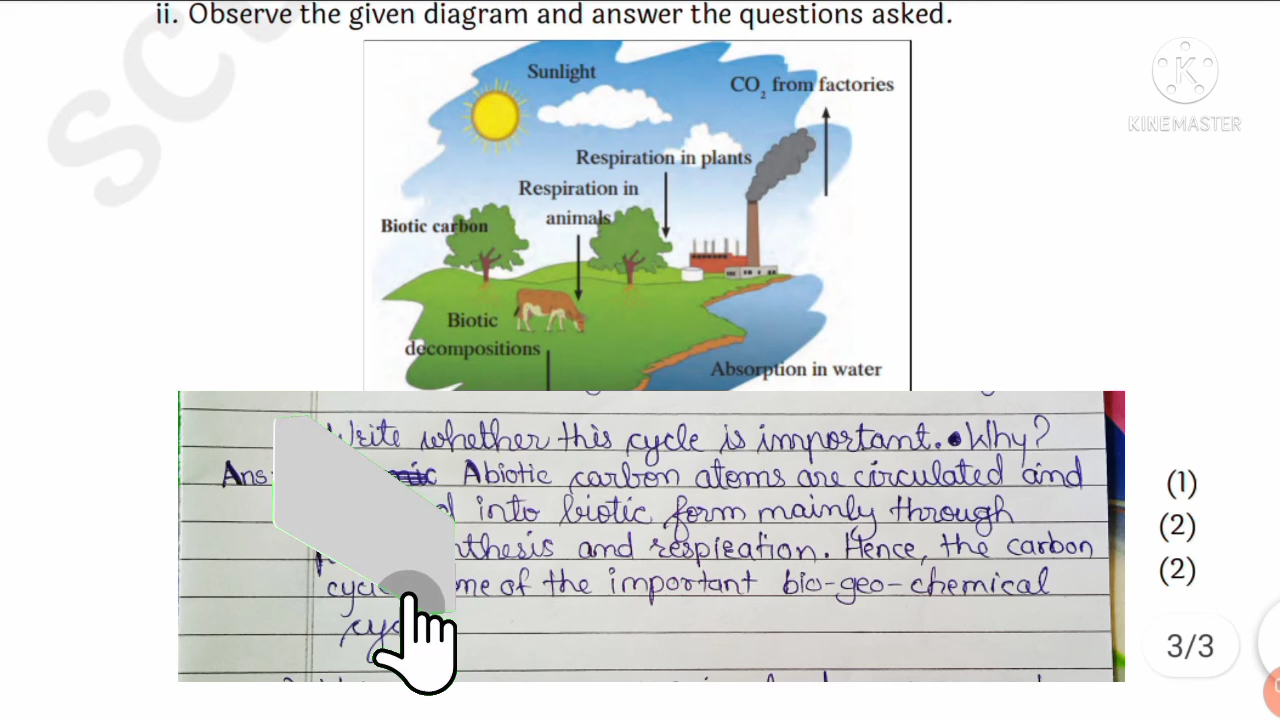 ii. Observe the given diagram and answer the questions asked.
Sunlight
CO2 from factories
KINEMASTER
Respiration in plants
Respiration in
animals
Biotic carbon
Biotic
decompositions
Absorption in water
Write whether this cycle is important. Why?
Ans Abiotic carbon atoms are circulated and
into biotic form mainly through
and respiration. Hence, the carbon
of the important bio-geo-chemical
(1)
(2)
(2)
3/3